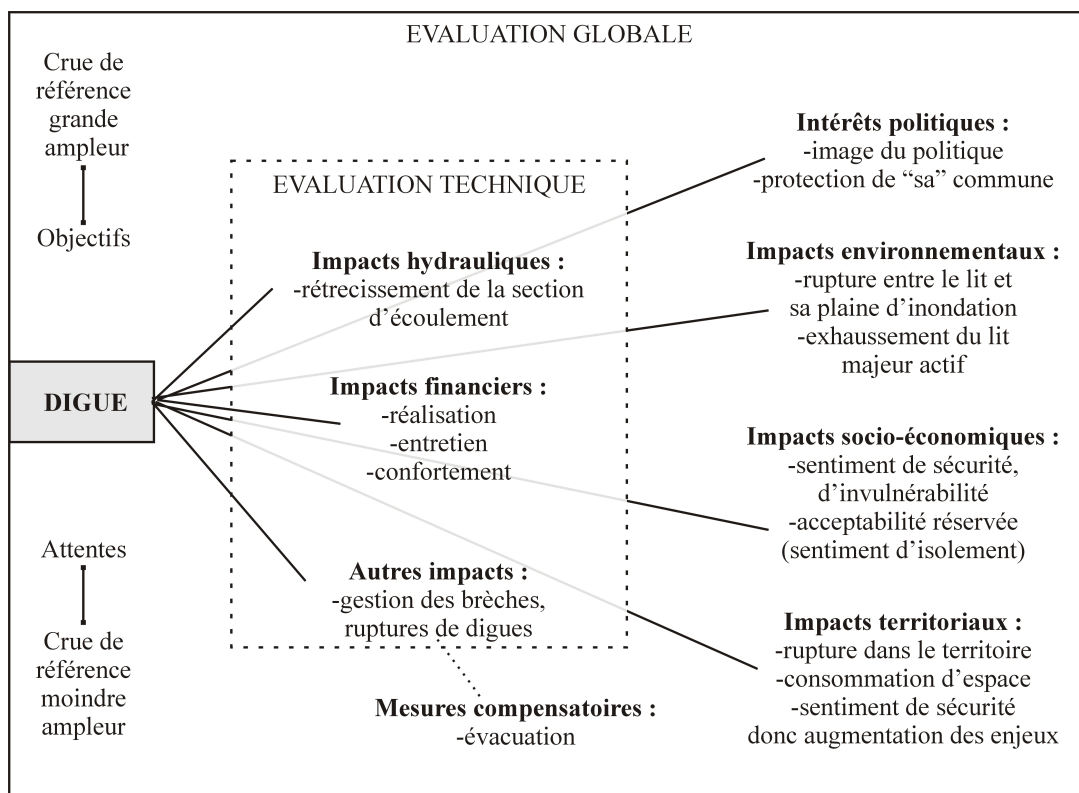 EVALUATION GLOBALE
Crue de
référence
grande
ampleur
Objectifs
DIGUE
Attentes
Crue de
référence
moindre
ampleur
EVALUATION TECHNIQUE
Impacts hydrauliques :
-rétrecissement de la section
d’écoulement
Impacts financiers :
-réalisation
-entretien
-confortement
Autres impacts :
-gestion des brèches,
ruptures de digues
Mesures compensatoires :
-évacuation
Intérêts politiques :
-image du politique
-protection de “sa” commune
Impacts environnementaux :
-rupture entre le lit et
sa plaine d’inondation
-exhaussement du lit
majeur actif
Impacts socio-économiques :
-sentiment de sécurité,
d’invulnérabilité
-acceptabilité réservée
(sentiment d’isolement)
Impacts territoriaux :
-rupture dans le territoire
-consommation d’espace
-sentiment de sécurité
donc augmentation des enjeux